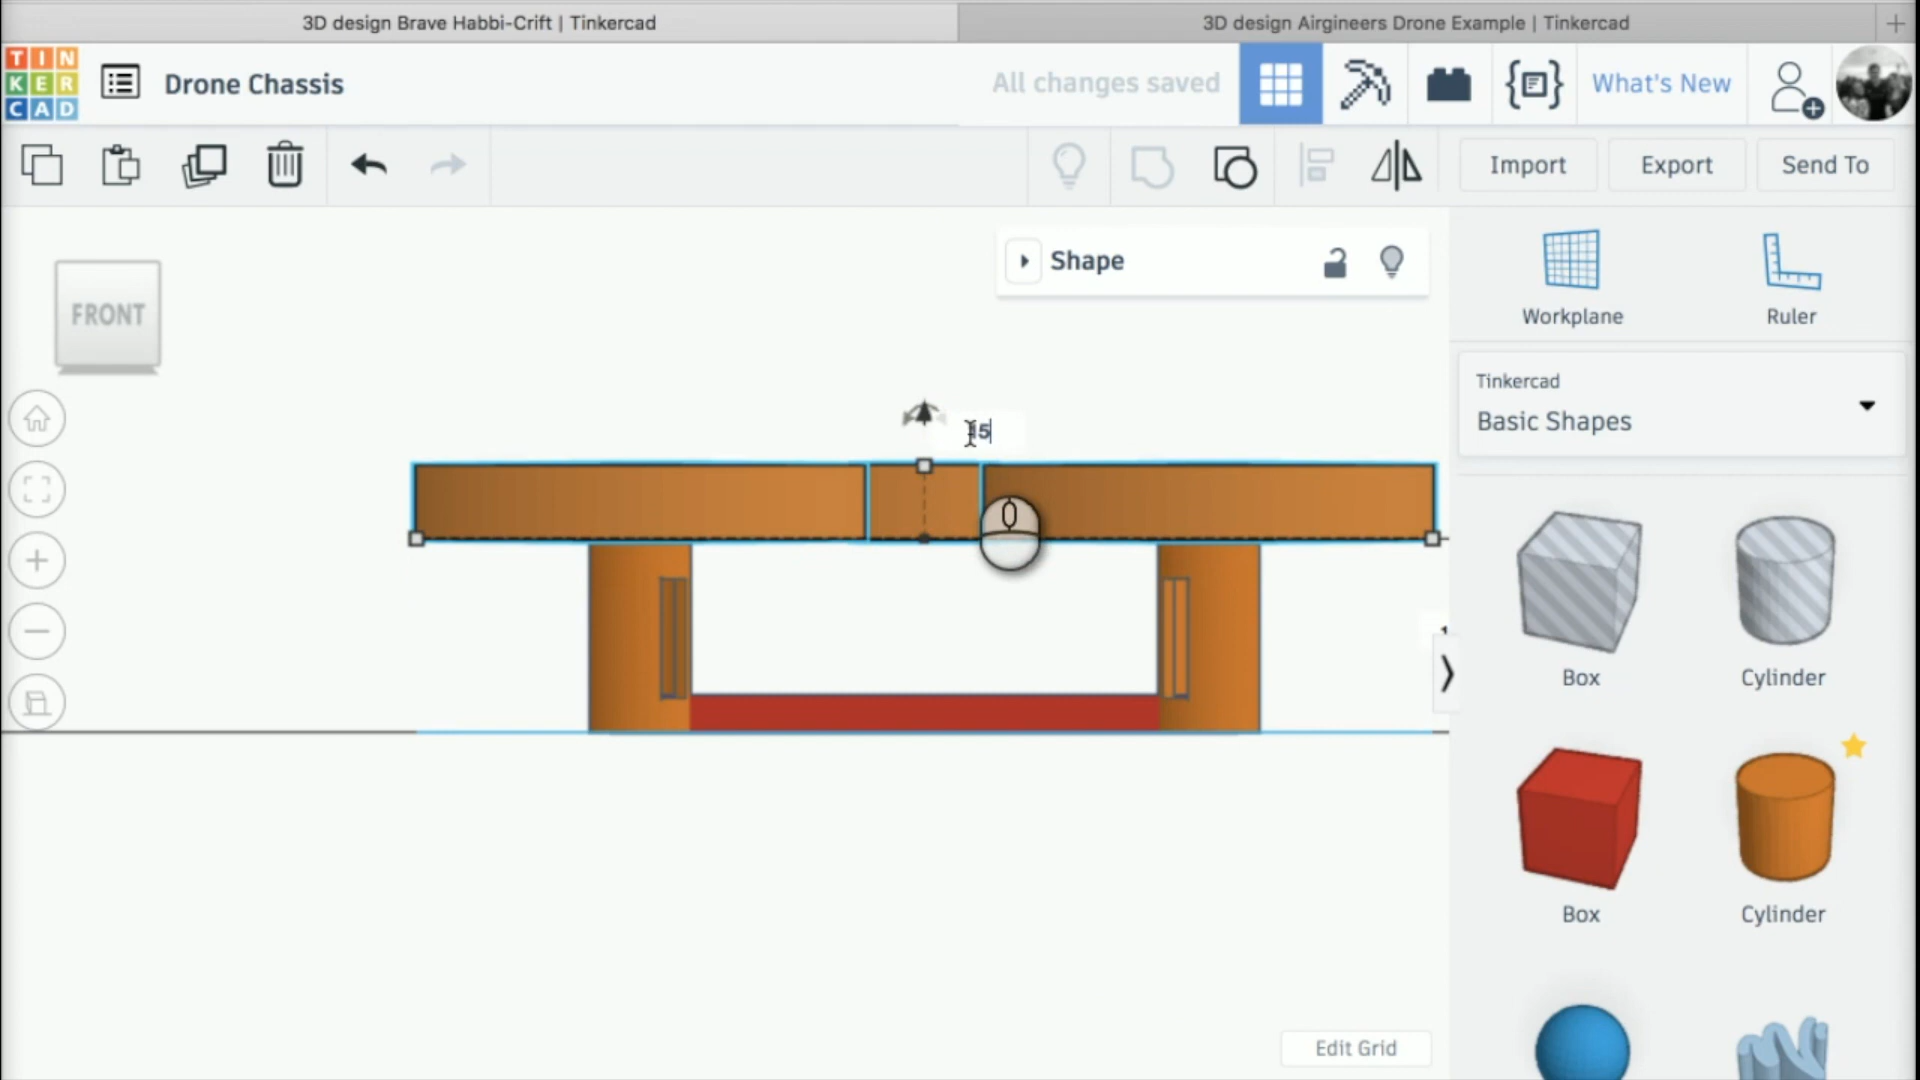 3D design Brave Habbi-Crift | Tinkercad
3D design Airgineers Drone Example | Tinkercad
TIN
KER
CAD
Drone Chassis
All changes saved
What's New
Import
Export
Send To
FRONT
Shape
Workplane
Ruler
Tinkercad
Basic Shapes
Box
Cylinder
Box
Cylinder
Edit Grid